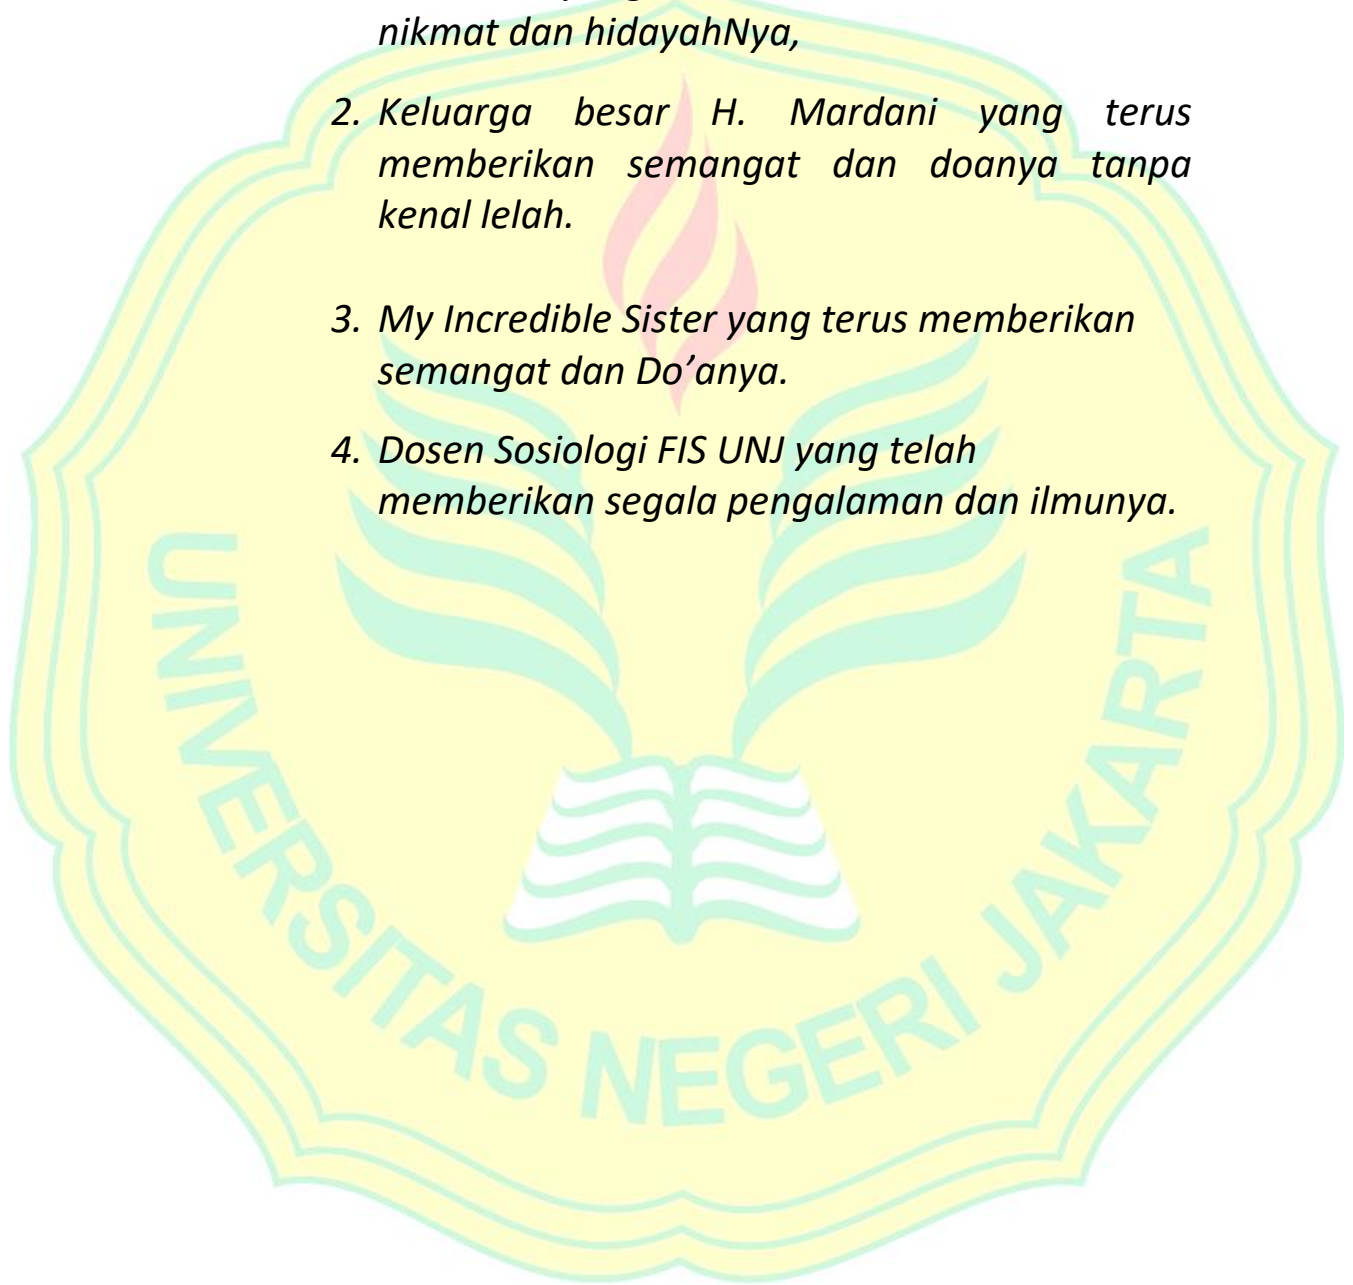 nikmat dan hidayahNya,
2. Keluarga besar H. Mardani yang terus
memberikan semangat dan doanya tanpa
kenal lelah.
3. My Incredible Sister yang terus memberikan
semangat dan Do’anya.
4. Dosen Sosiologi FIS UNJ yang telah
memberikan segala pengalaman dan ilmunya.
UNIVERSITAS NEGERI JAKARTA